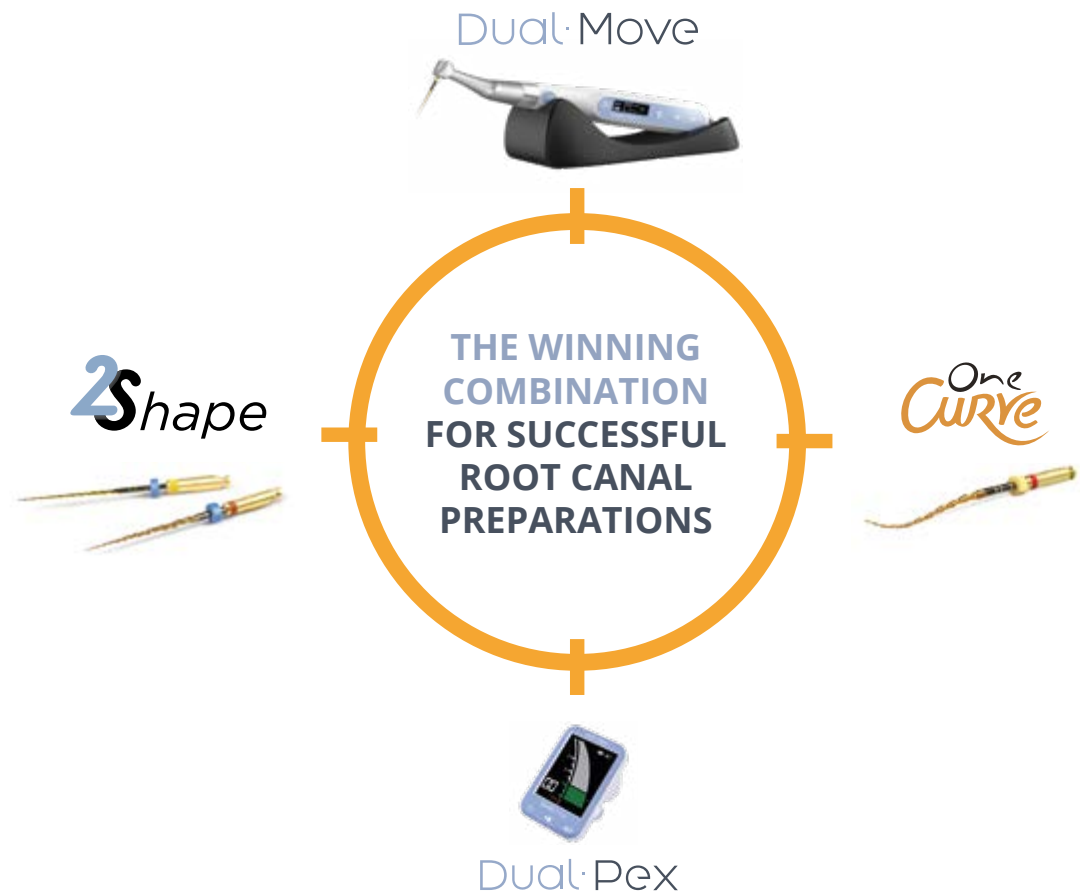 Dual·Move
THE WINNING
COMBINATION
FOR SUCCESSFUL
ROOT CANAL
PREPARATIONS
2Shape
One
Curve
Dual·Pex